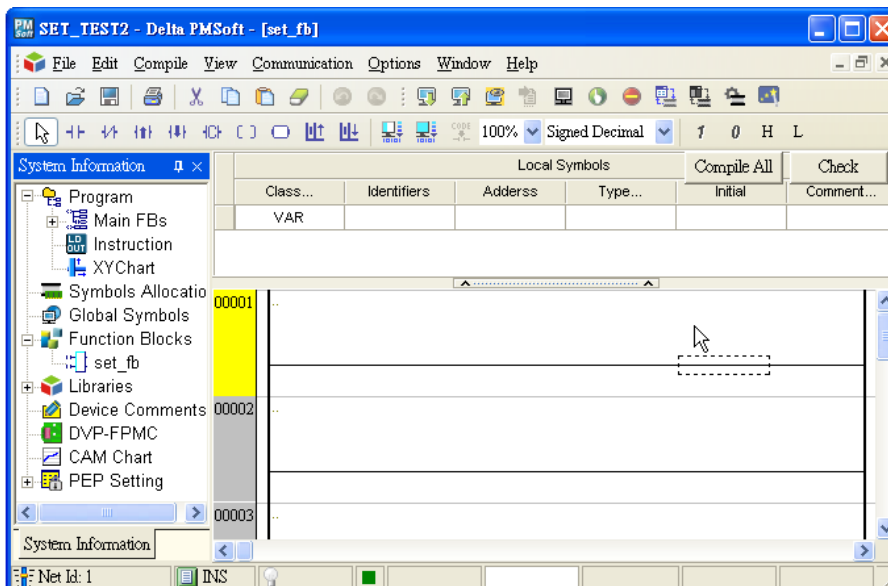 SET_TEST2 - Delta PMSoft - [set_fb]
File Edit Compile View Communication Options Window Help
CODE 100% Signed Decimal 1 0 H L
System Information
Local Symbols Compile All Check
Class... Identifiers Adderss Type... Initial Comment...
VAR
Program
Main FBs
Instruction
XYChart
Symbols Allocatio
Global Symbols
Function Blocks
set_fb
Libraries
Device Comments
DVP-FPMC
CAM Chart
PEP Setting
00001
00002
00003
System Information
Net Id: 1 INS